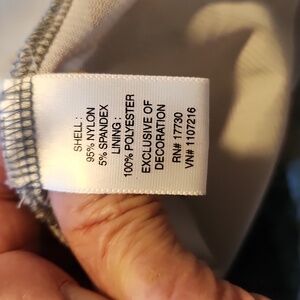 SHELL :
95% NYLON
5% SPANDEX
LINING :
100% POLYESTER
EXCLUSIVE OF
DECORATION
RN# 17730
VN# 1107216